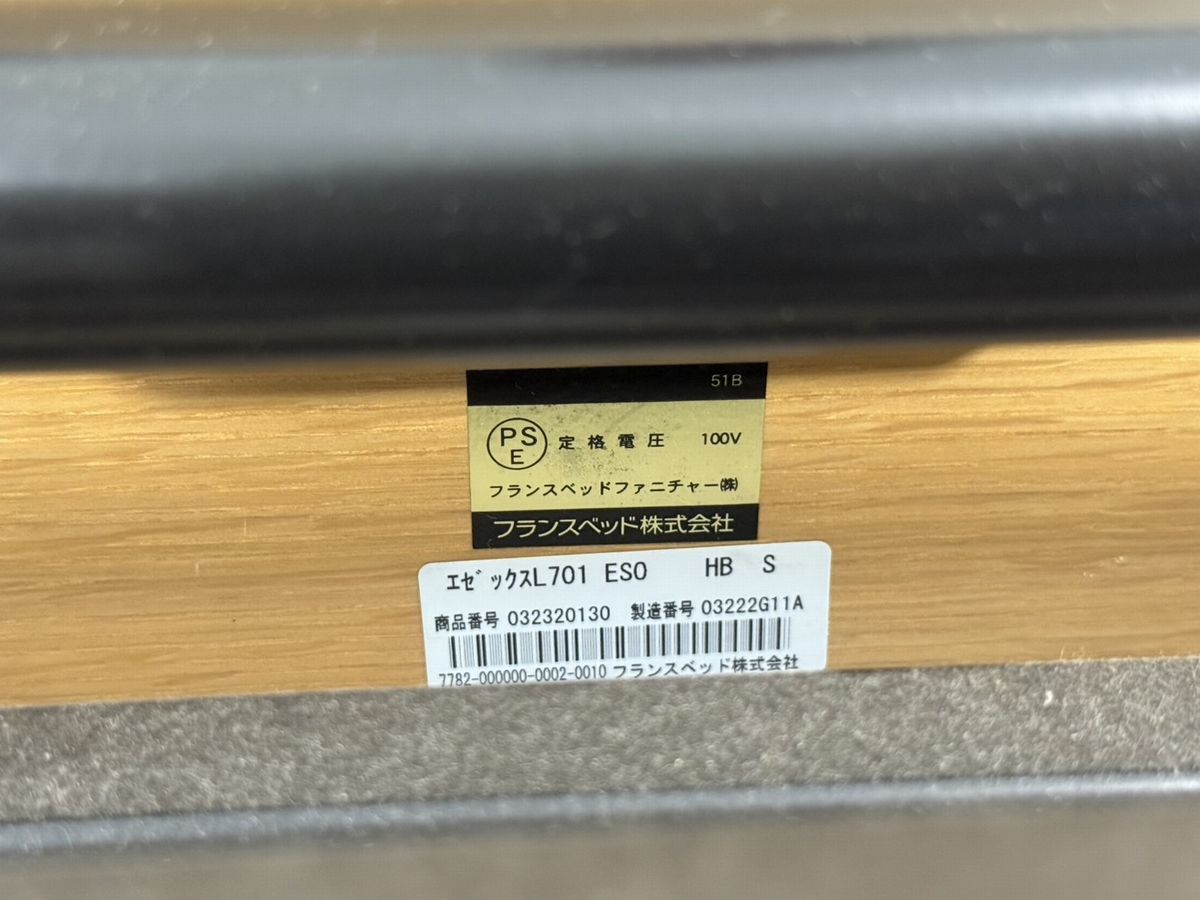 51B
PSE 定格電圧 100V
フランスベッドファニチャー㈱
フランスベッド株式会社
ｴｾﾞｯｸｽL701 ESO HB S
商品番号 032320130 製造番号 03222G11A
7782-000000-0002-0010 フランスベッド株式会社